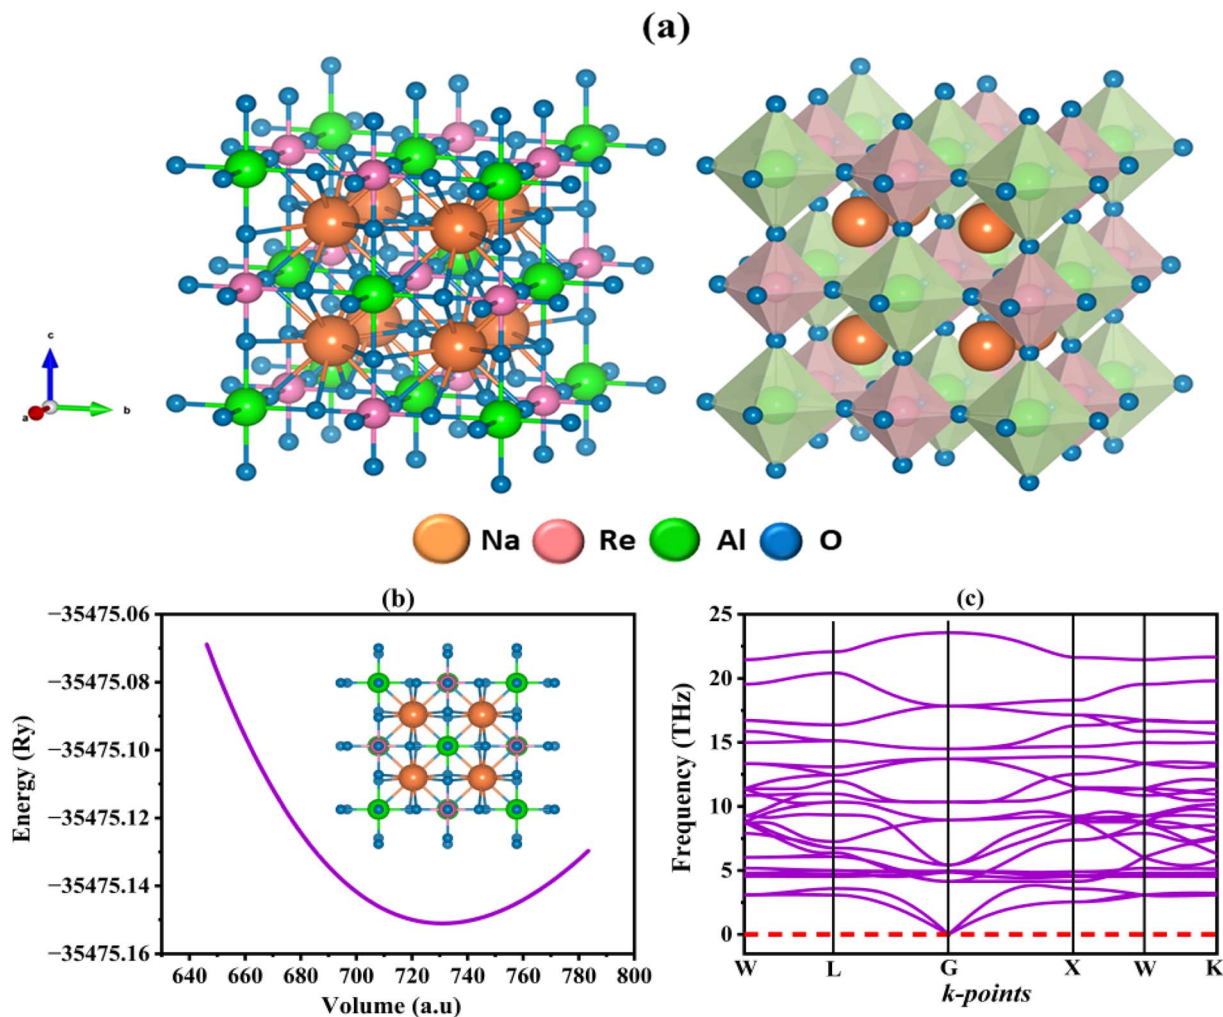 (a)
c
a
b
Na Re Al O
(b)
−35475.06
−35475.08
−35475.10
−35475.12
−35475.14
−35475.16
Energy (Ry)
640 660 680 700 720 740 760 780 800
Volume (a.u)
(c)
25
20
15
10
5
0
Frequency (THz)
W L G X W K
k-points